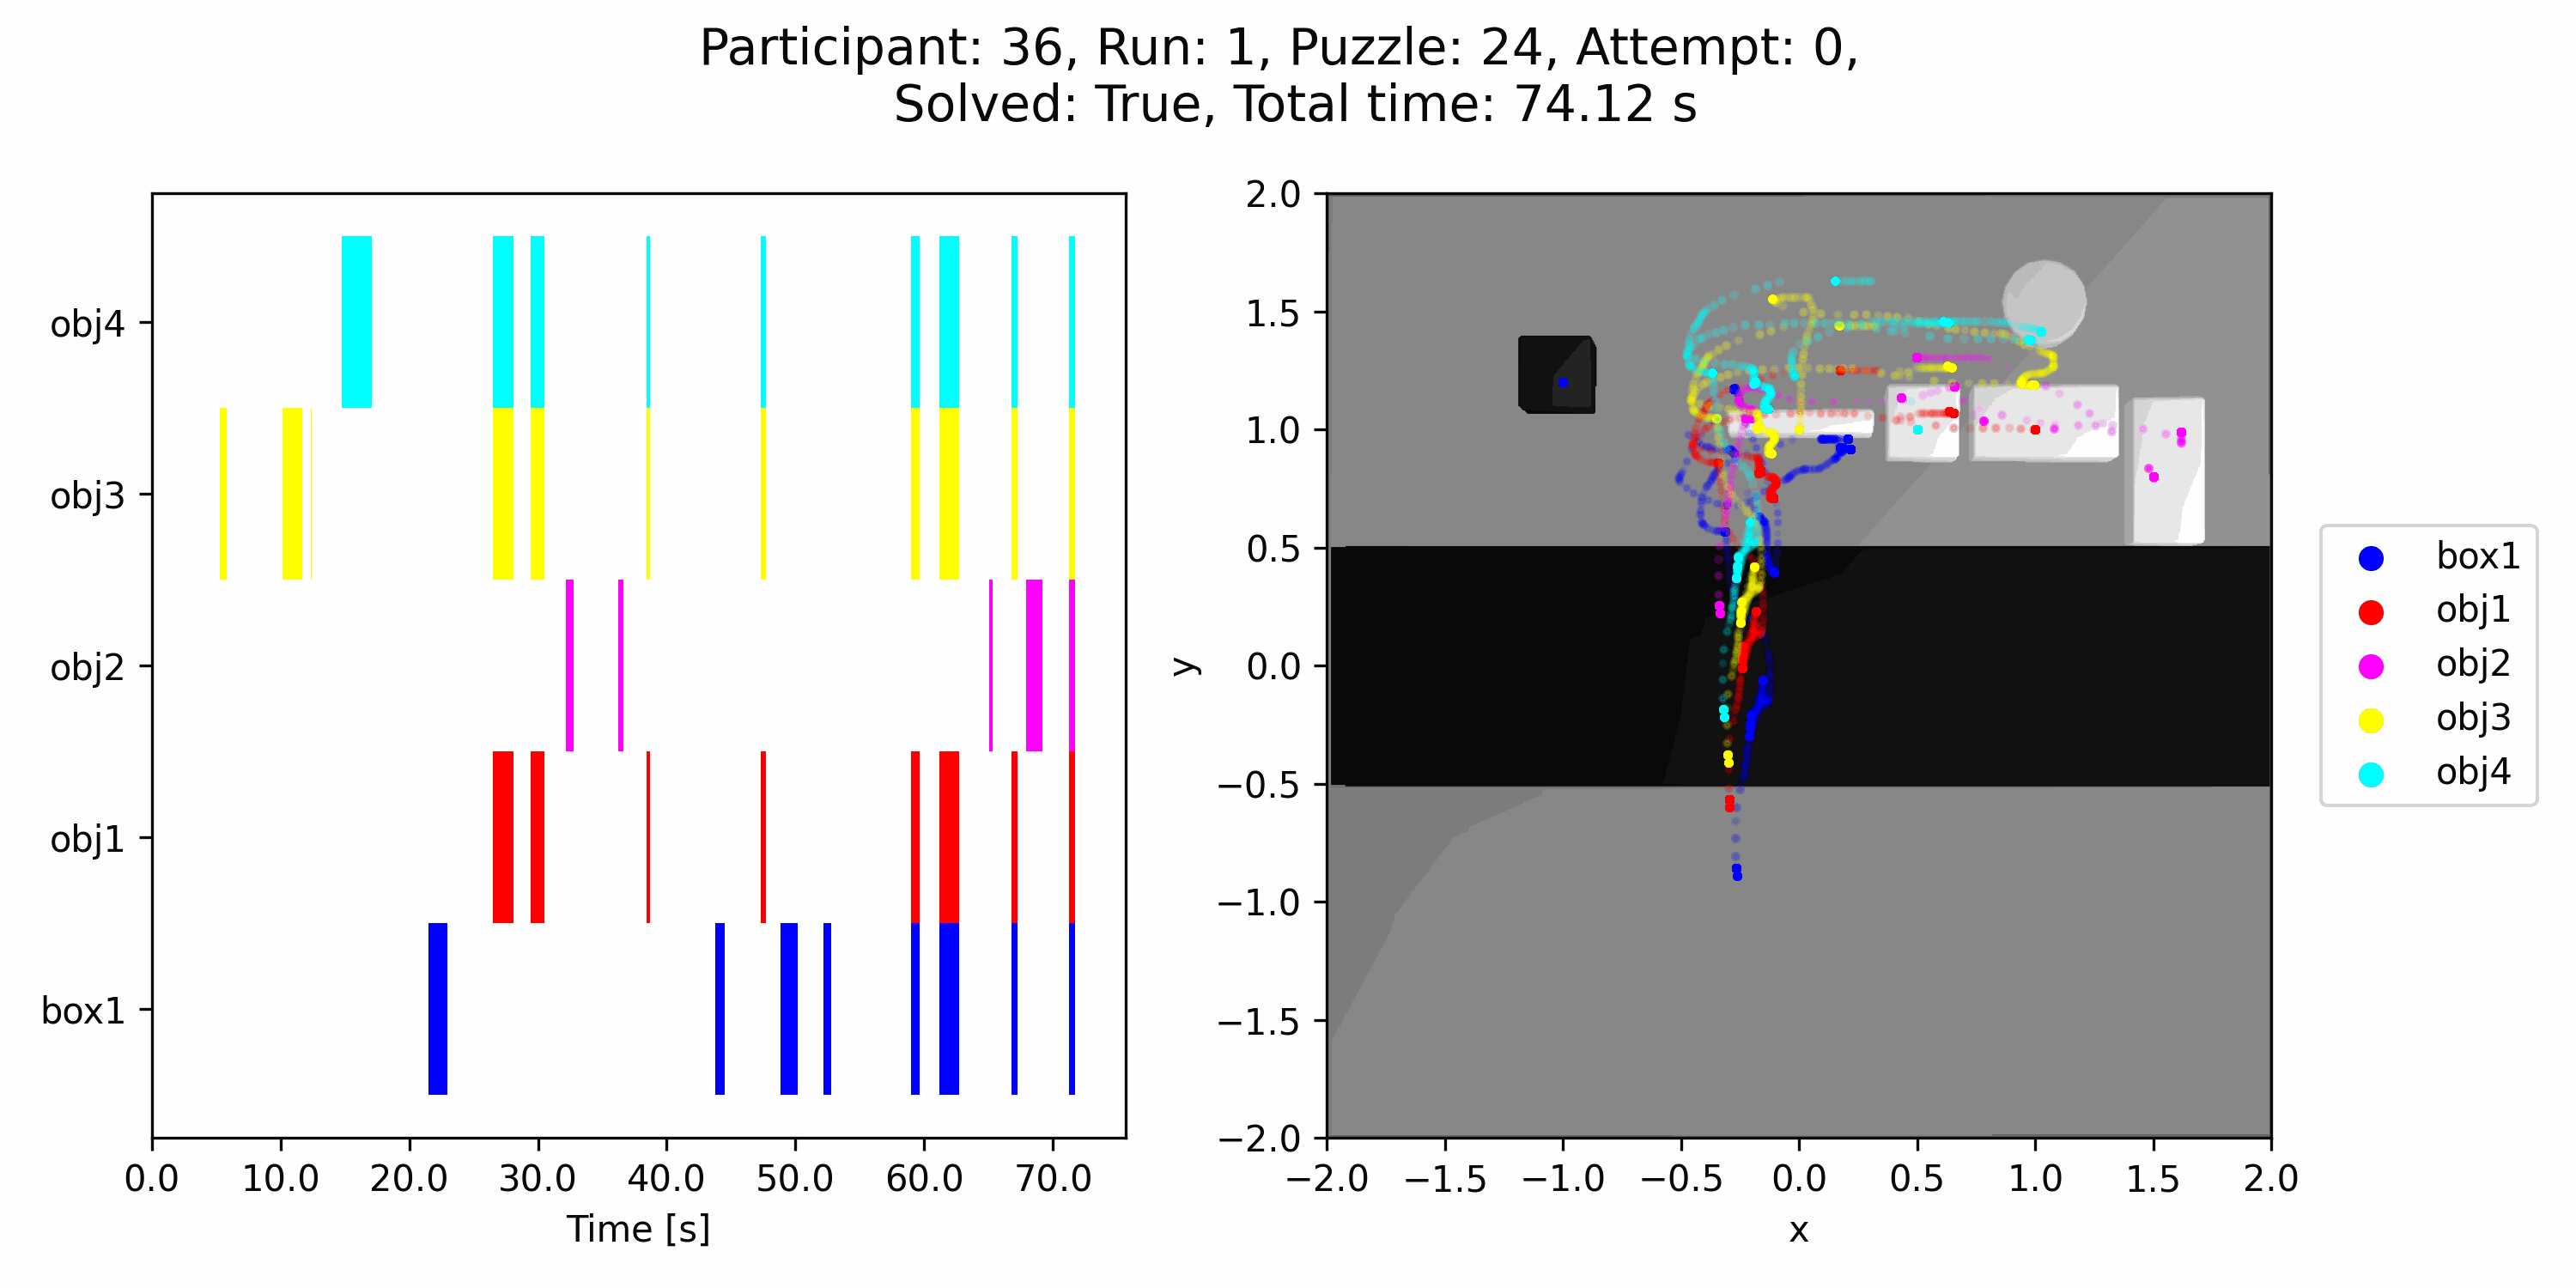 Participant: 36, Run: 1, Puzzle: 24, Attempt: 0,
Solved: True, Total time: 74.12 s
obj4
obj3
obj2
obj1
box1
0.0 10.0 20.0 30.0 40.0 50.0 60.0 70.0
Time [s]
2.0
1.5
1.0
0.5
0.0
−0.5
−1.0
−1.5
−2.0
y
−2.0 −1.5 −1.0 −0.5 0.0 0.5 1.0 1.5 2.0
x
box1
obj1
obj2
obj3
obj4